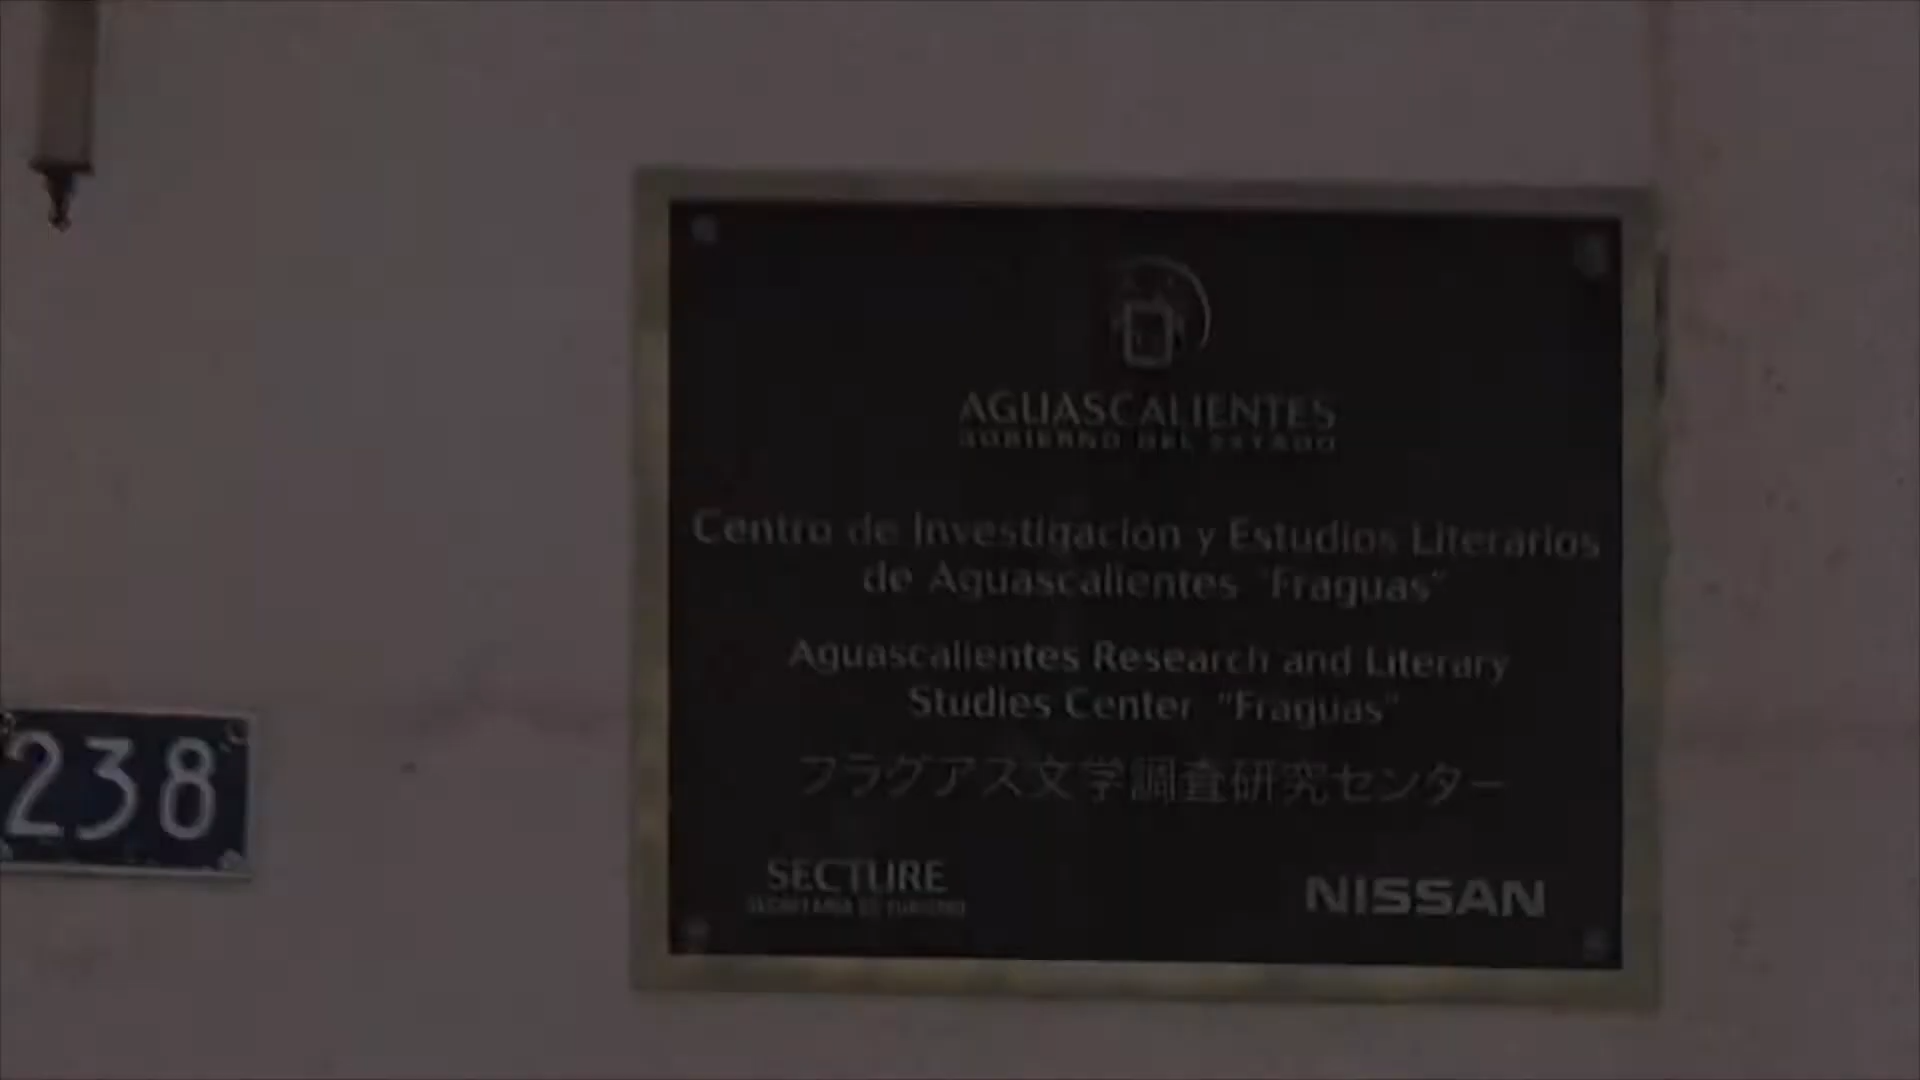 AGUASCALIENTES
GOBIERNO DEL ESTADO
Centro de Investigación y Estudios Literarios
de Aguascalientes "Fraguas"
Aguascalientes Research and Literary
Studies Center "Fraguas"
フラグアス文学調査研究センター
SECTURE
SECRETARÍA DE TURISMO
NISSAN
238